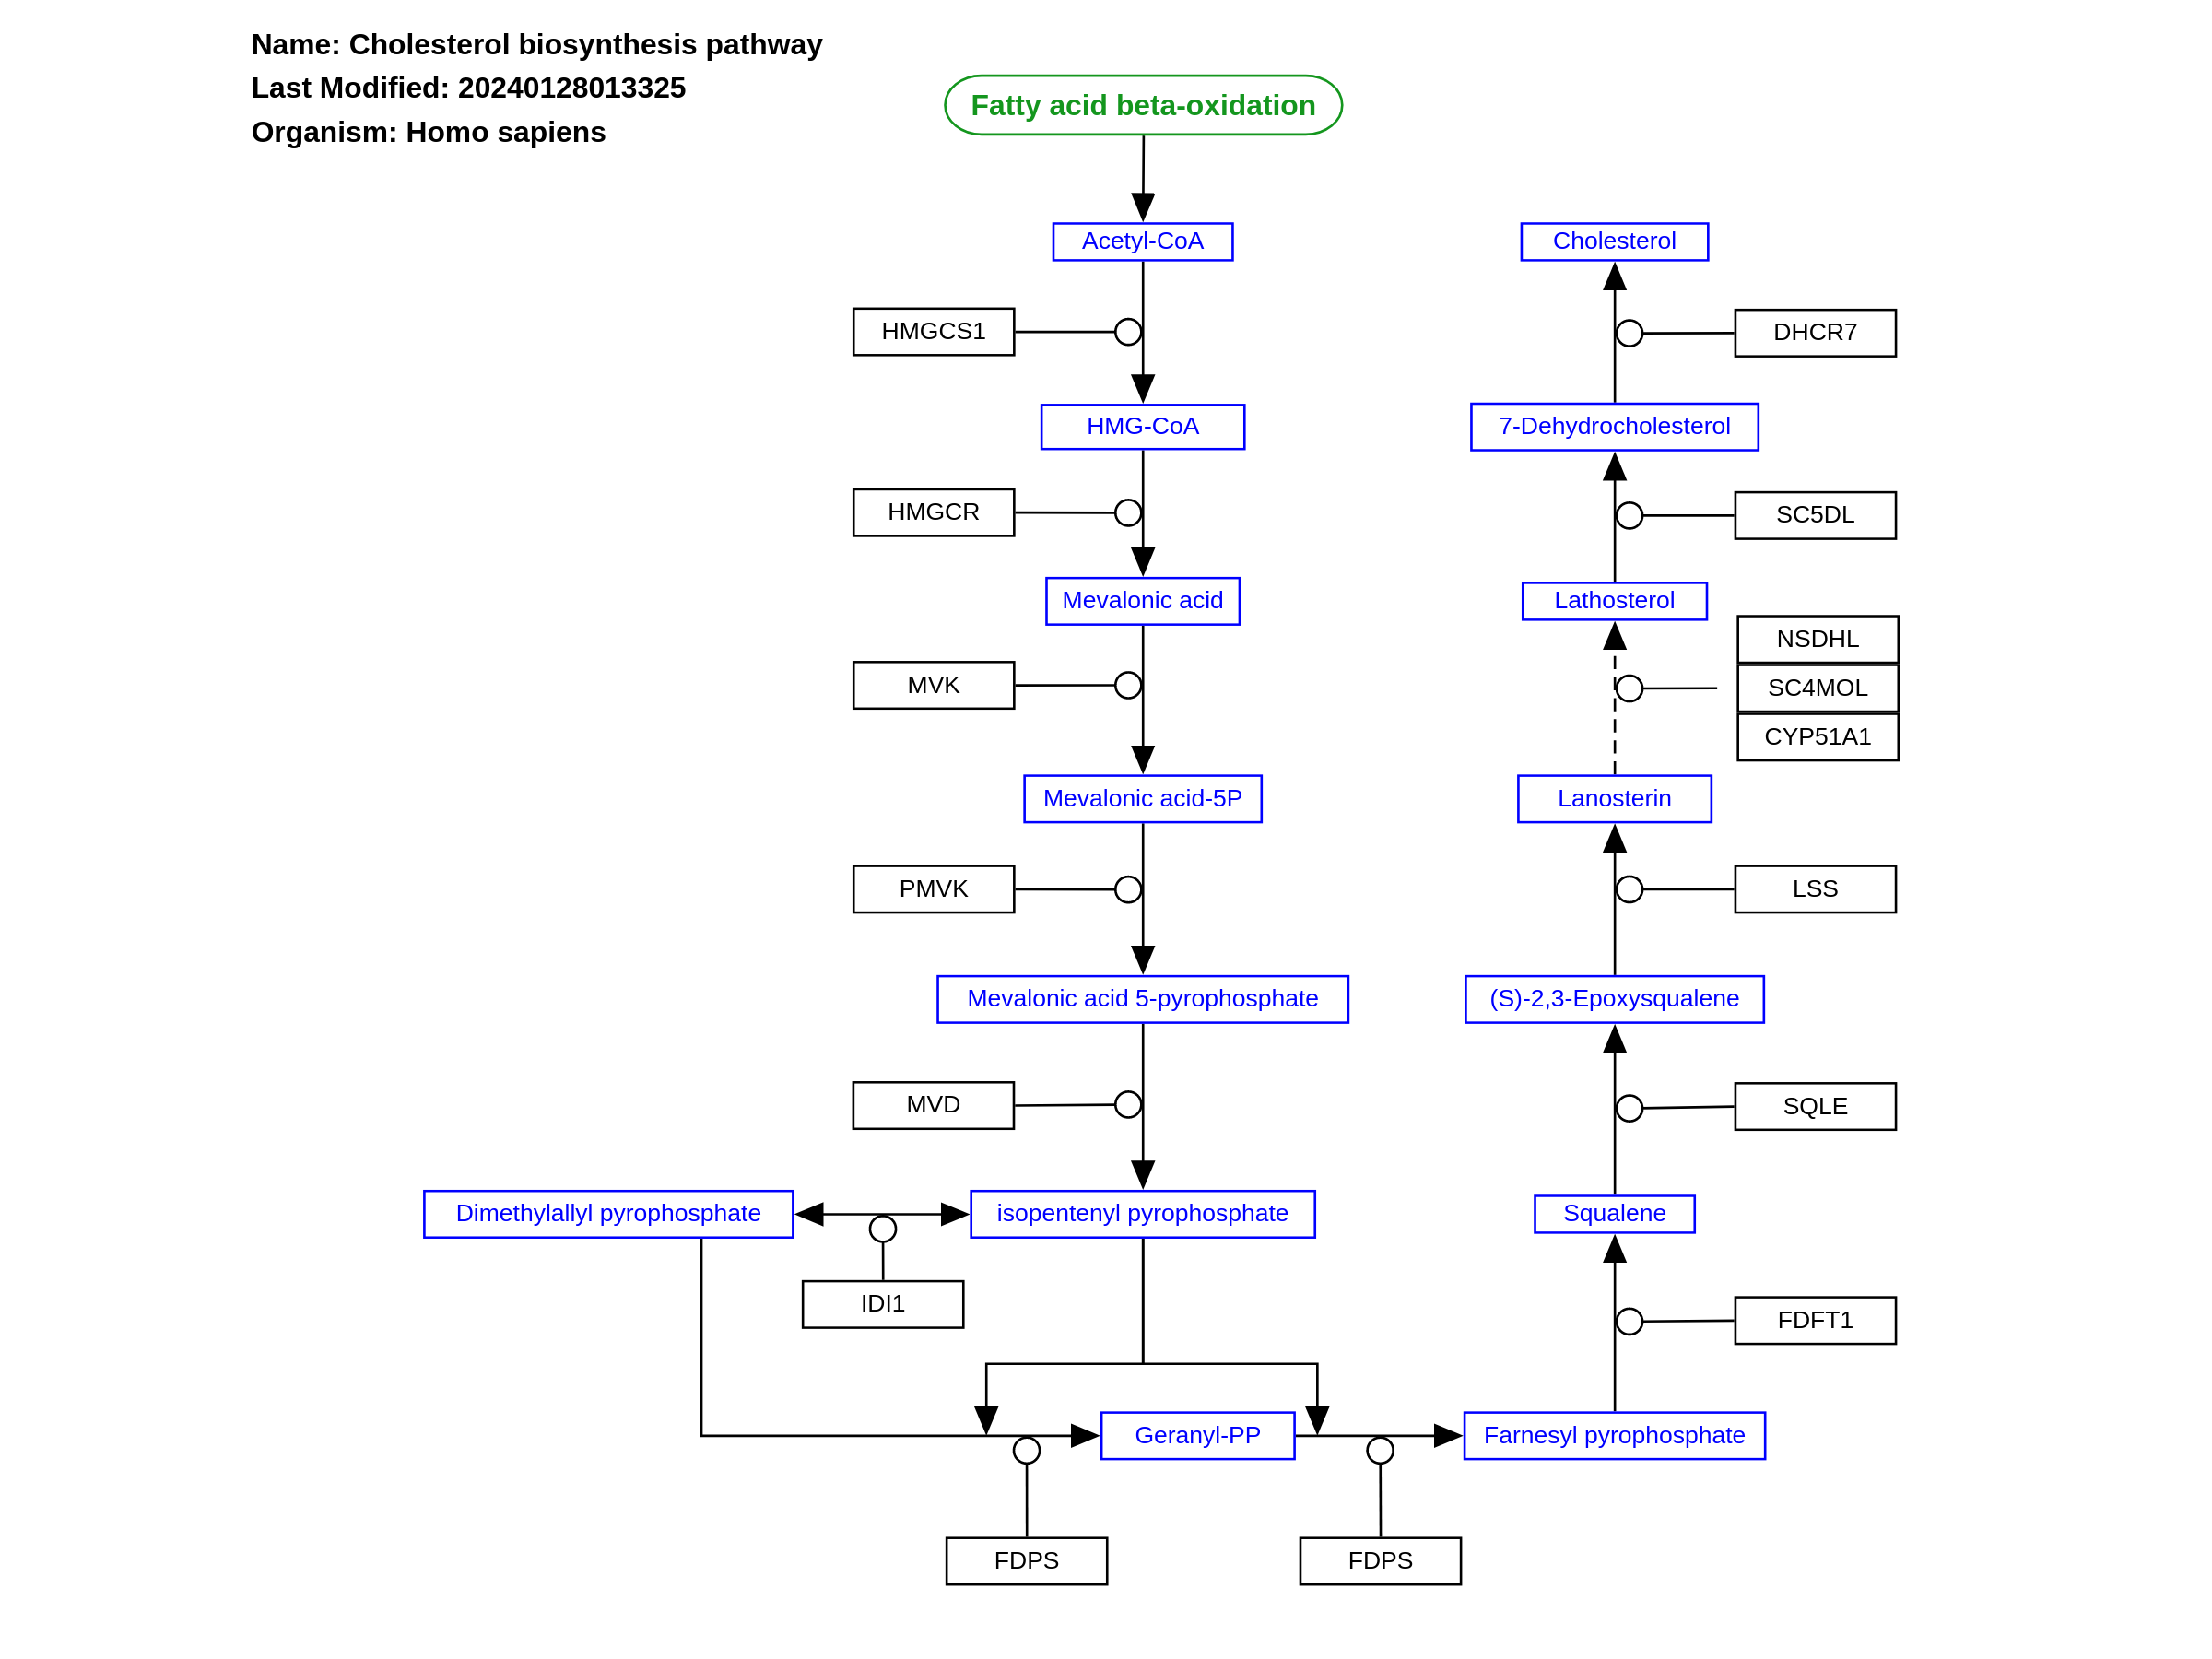 Name: Cholesterol biosynthesis pathway
Last Modified: 20240128013325
Organism: Homo sapiens
Fatty acid beta-oxidation
Acetyl-CoA
HMGCS1
HMG-CoA
HMGCR
Mevalonic acid
MVK
Mevalonic acid-5P
PMVK
Mevalonic acid 5-pyrophosphate
MVD
Dimethylallyl pyrophosphate
isopentenyl pyrophosphate
IDI1
Geranyl-PP
FDPS
FDPS
Cholesterol
DHCR7
7-Dehydrocholesterol
SC5DL
Lathosterol
NSDHL
SC4MOL
CYP51A1
Lanosterin
LSS
(S)-2,3-Epoxysqualene
SQLE
Squalene
FDFT1
Farnesyl pyrophosphate